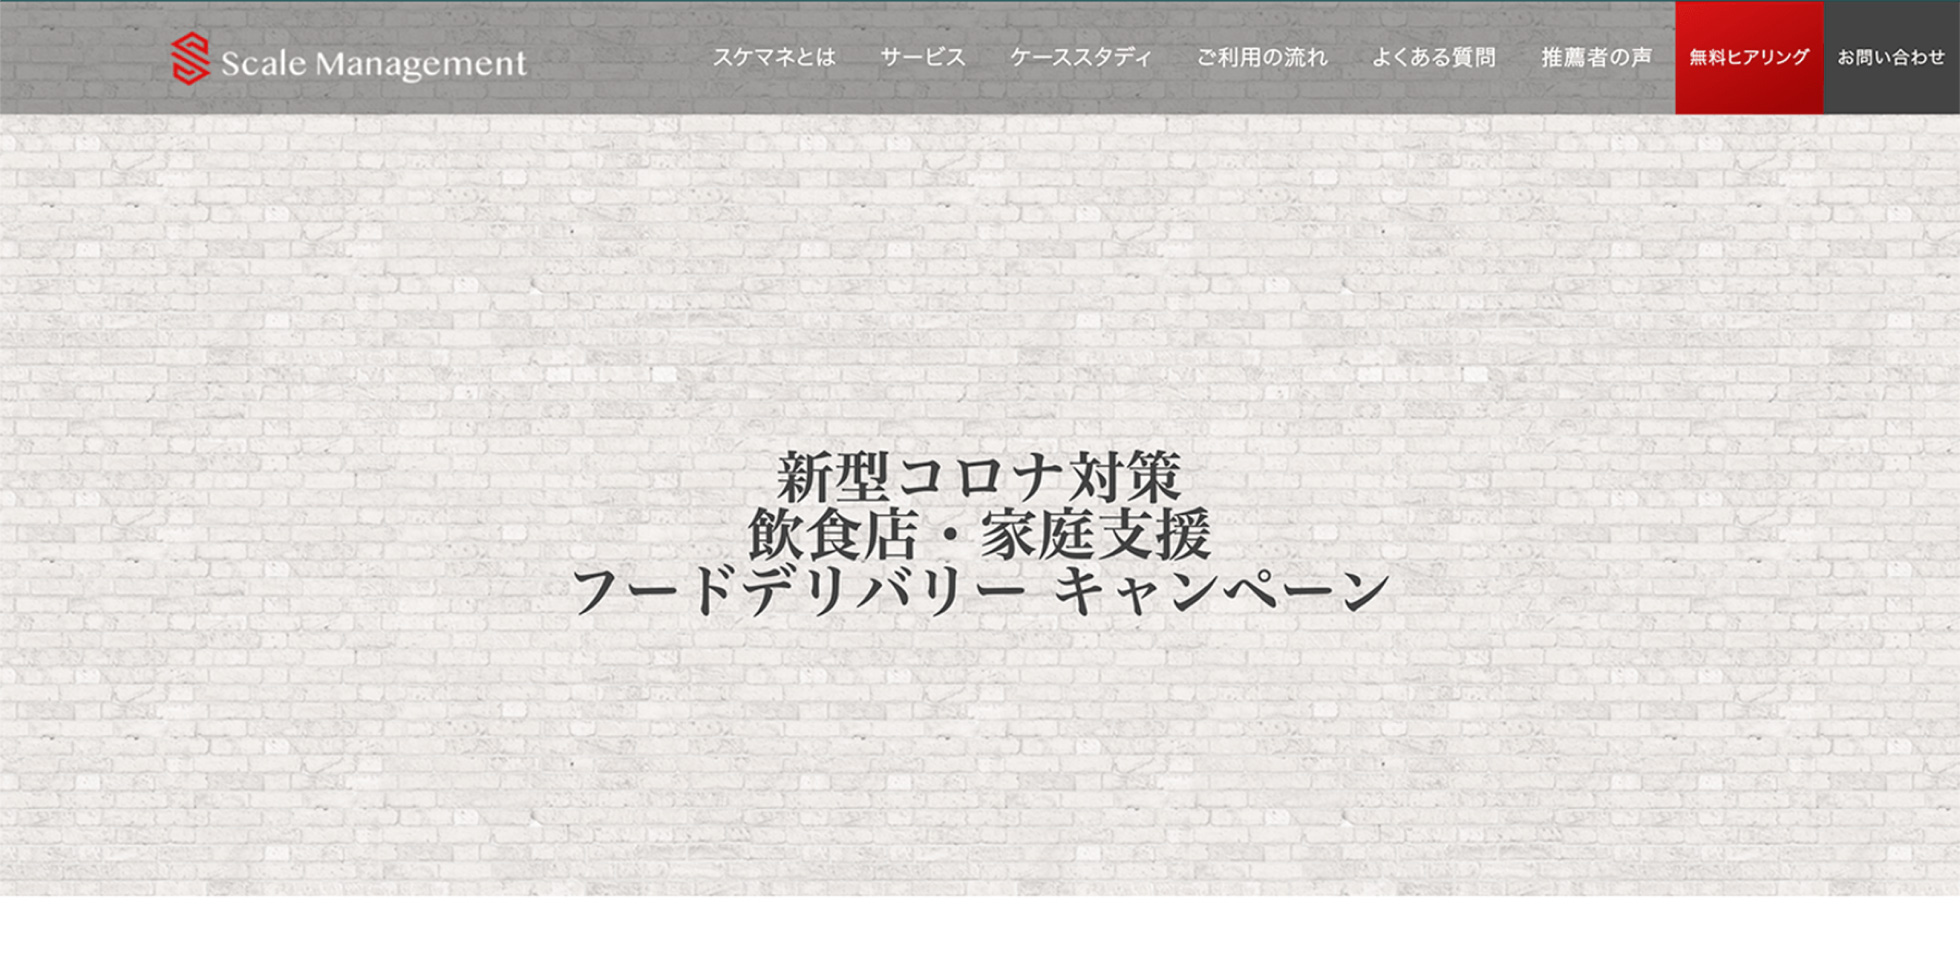 Scale Management
スケマネとは
サービス
ケーススタディ
ご利用の流れ
よくある質問
推薦者の声
無料ヒアリング
お問い合わせ
新型コロナ対策
飲食店・家庭支援
フードデリバリー キャンペーン